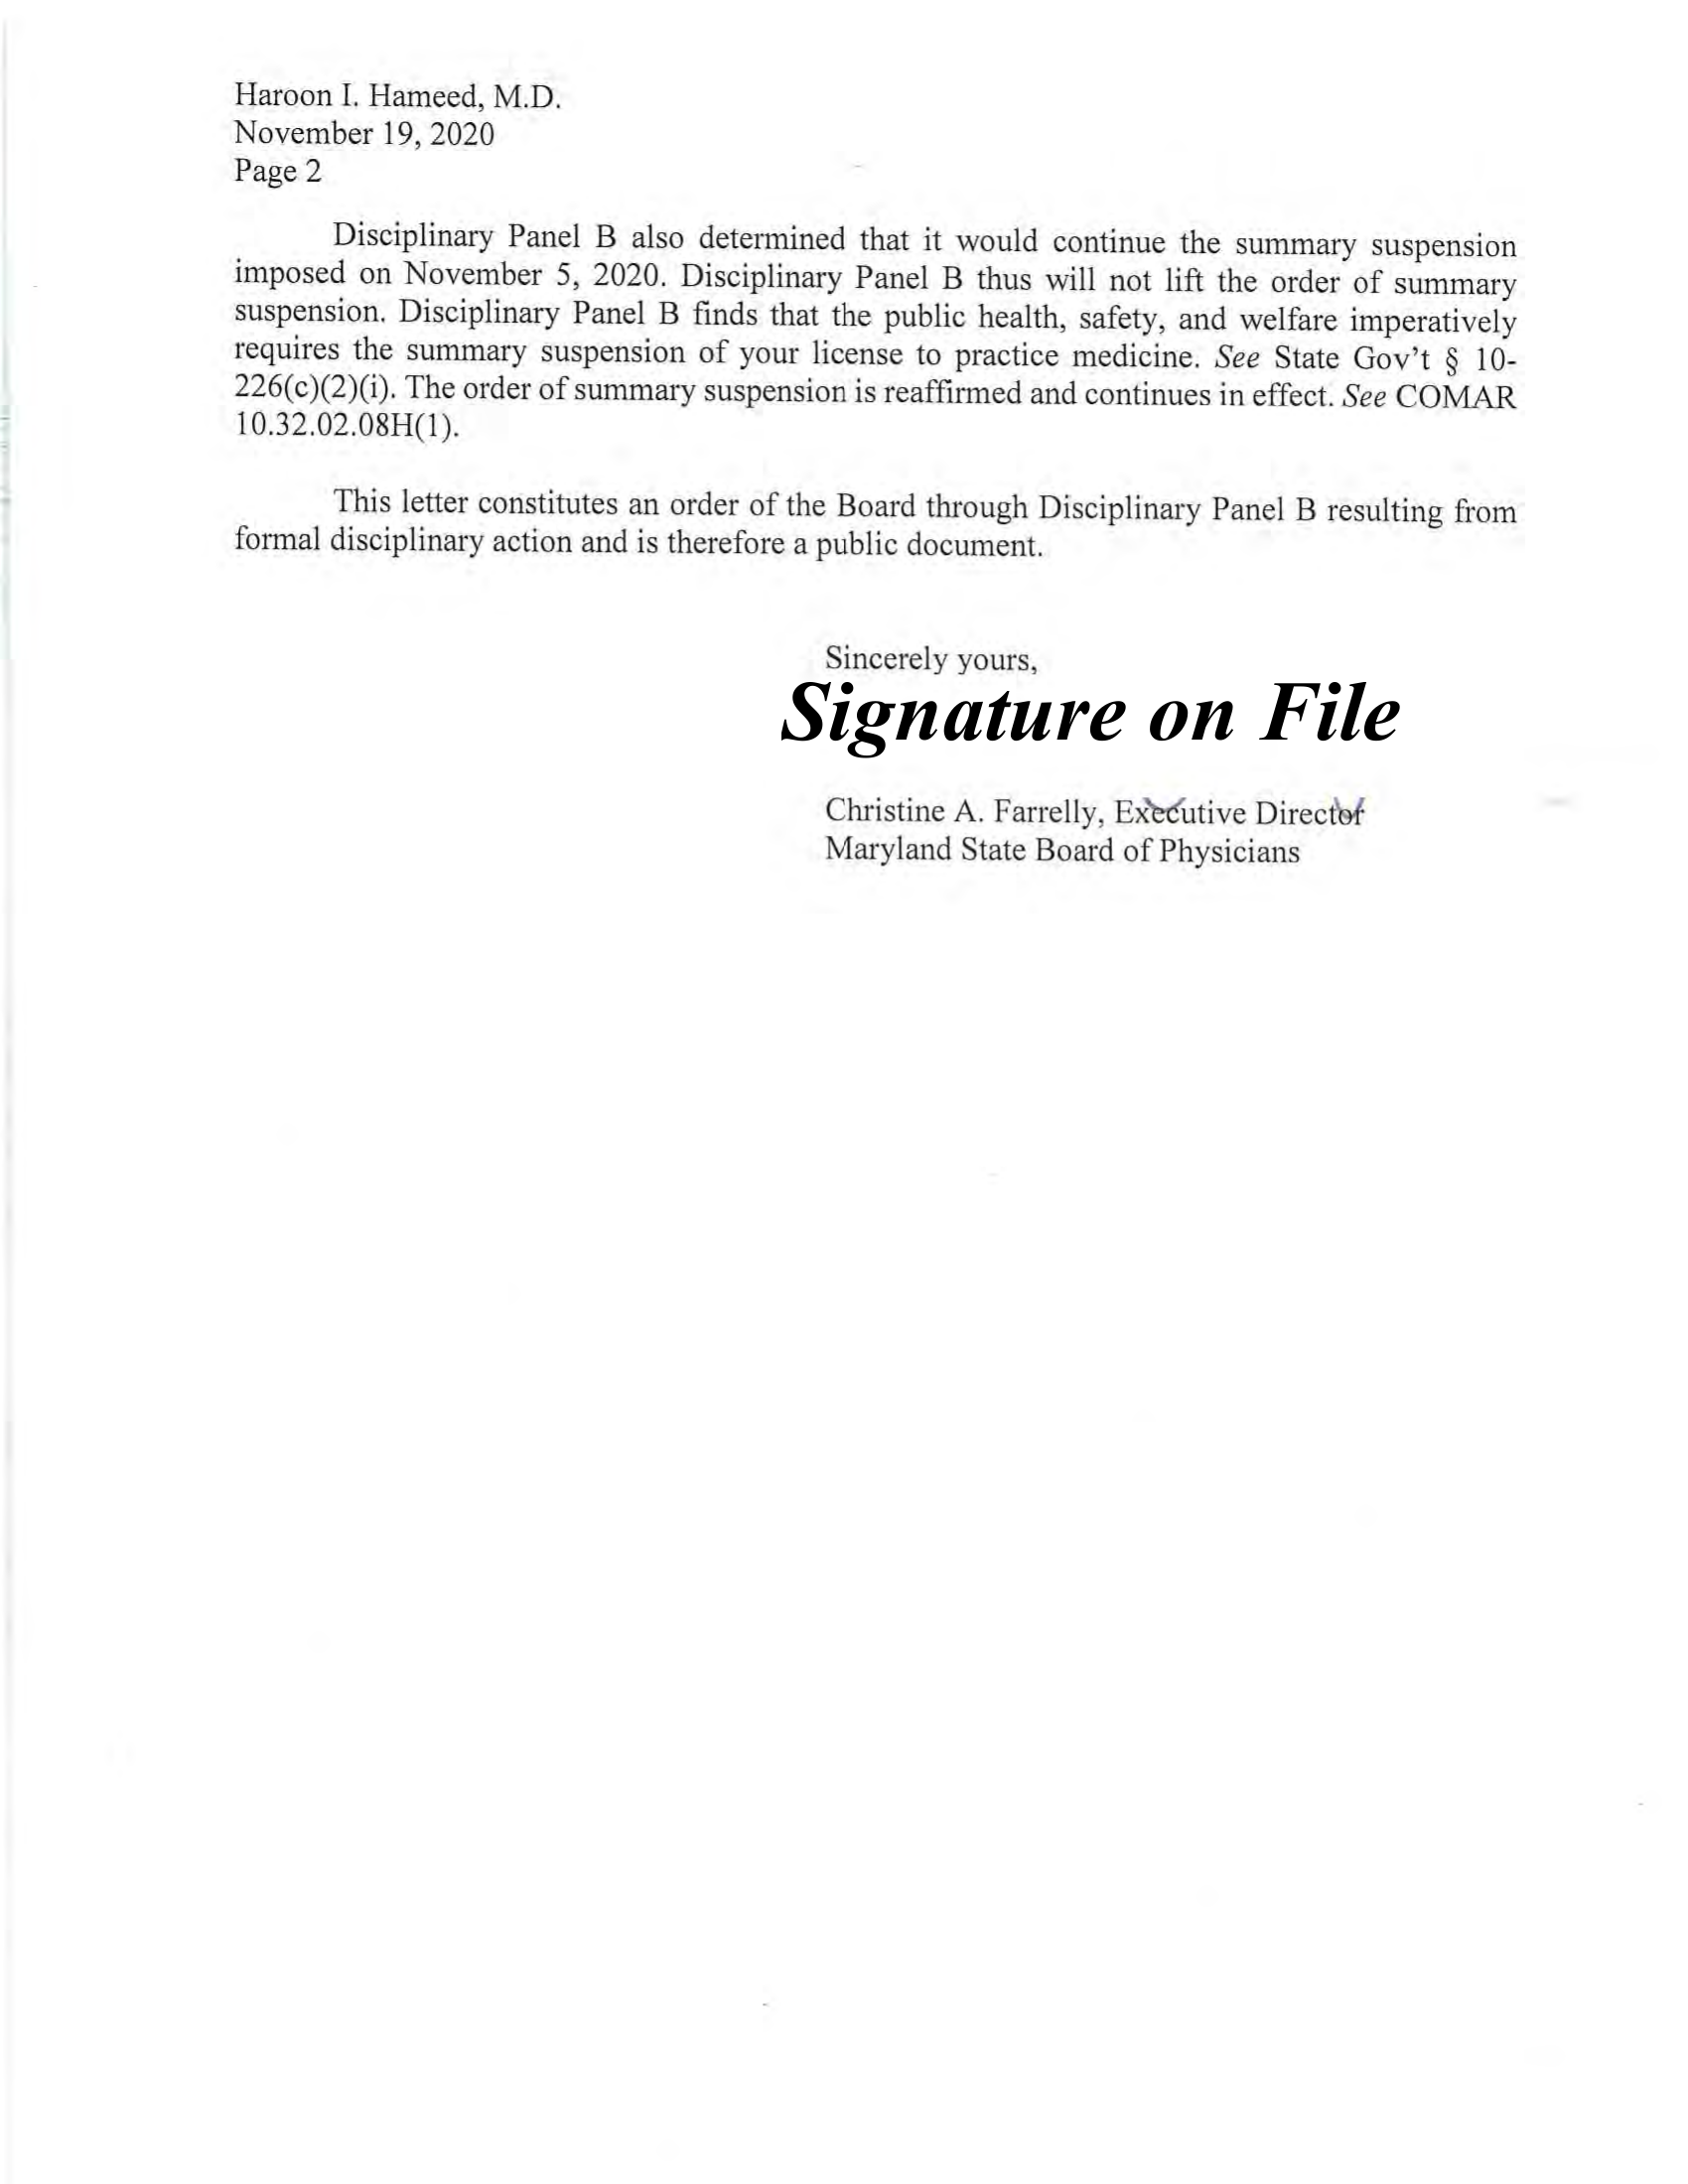 Haroon I. Hameed, M.D.
November 19, 2020
Page 2
Disciplinary Panel B also determined that it would continue the summary suspension
imposed on November 5, 2020. Disciplinary Panel B thus will not lift the order of summary
suspension. Disciplinary Panel B finds that the public health, safety, and welfare imperatively
requires the summary suspension of your license to practice medicine. See State Gov't § 10-
226(c)(2)(i). The order of summary suspension is reaffirmed and continues in effect. See COMAR
10.32.02.08H(1).
This letter constitutes an order of the Board through Disciplinary Panel B resulting from
formal disciplinary action and is therefore a public document.
Sincerely yours,
Signature on File
Christine A. Farrelly, Executive Director
Maryland State Board of Physicians